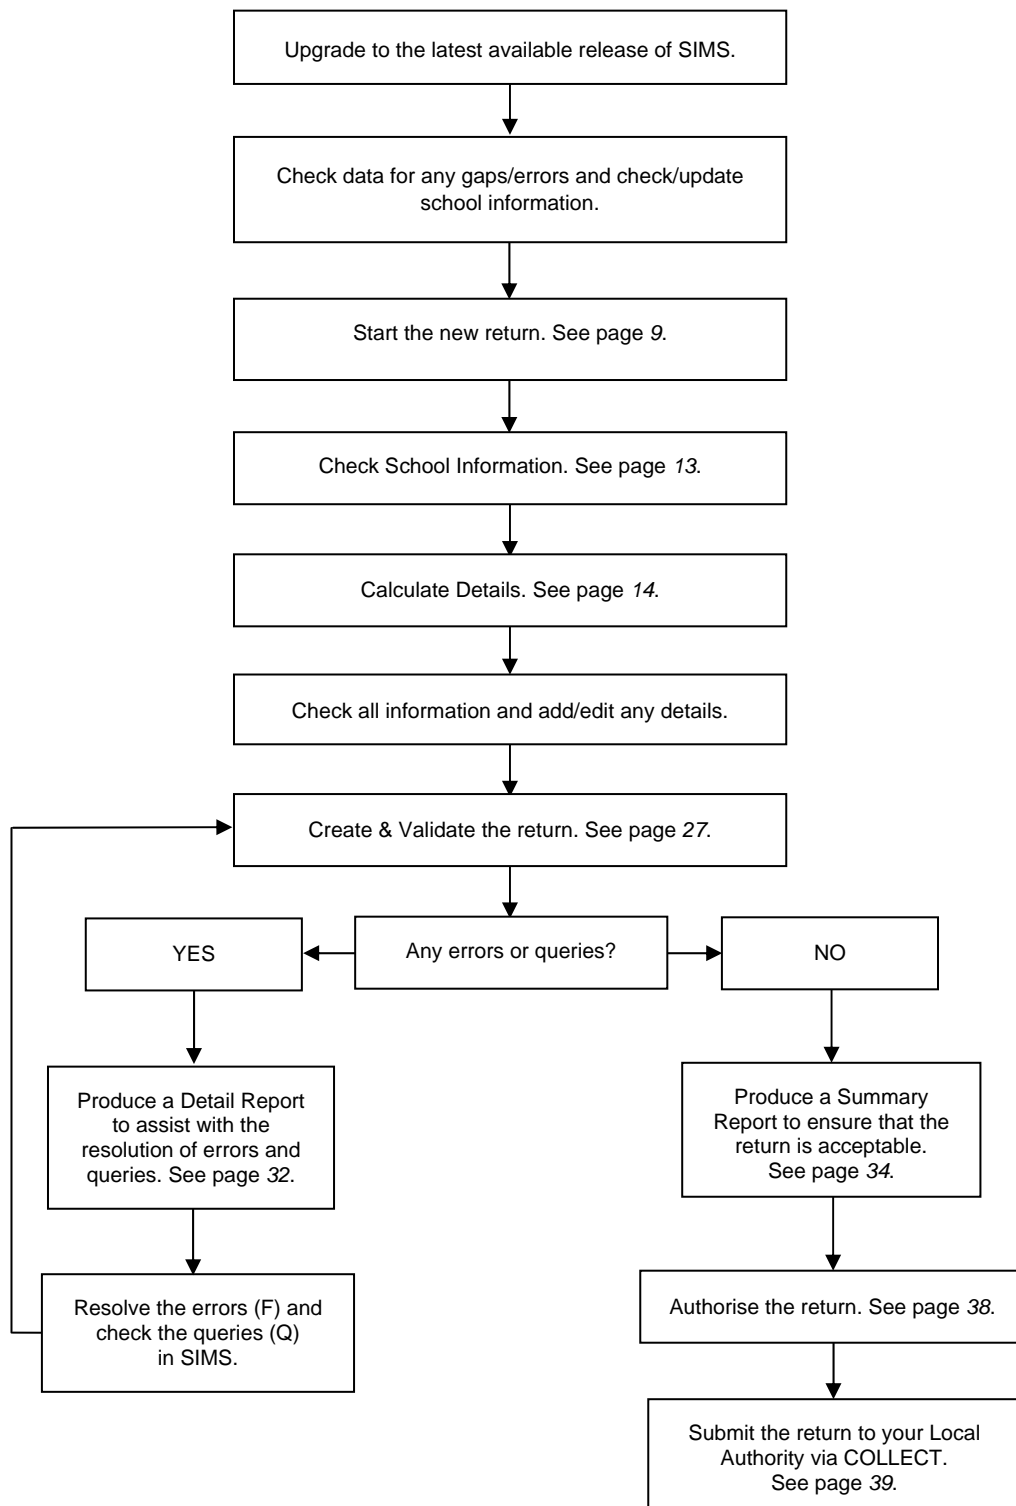 Upgrade to the latest available release of SIMS.
Check data for any gaps/errors and check/update
school information.
Start the new return. See page 9.
Check School Information. See page 13.
Calculate Details. See page 14.
Check all information and add/edit any details.
Create & Validate the return. See page 27.
Any errors or queries?
YES
NO
Produce a Detail Report
to assist with the
resolution of errors and
queries. See page 32.
Resolve the errors (F) and
check the queries (Q)
in SIMS.
Produce a Summary
Report to ensure that the
return is acceptable.
See page 34.
Authorise the return. See page 38.
Submit the return to your Local
Authority via COLLECT.
See page 39.